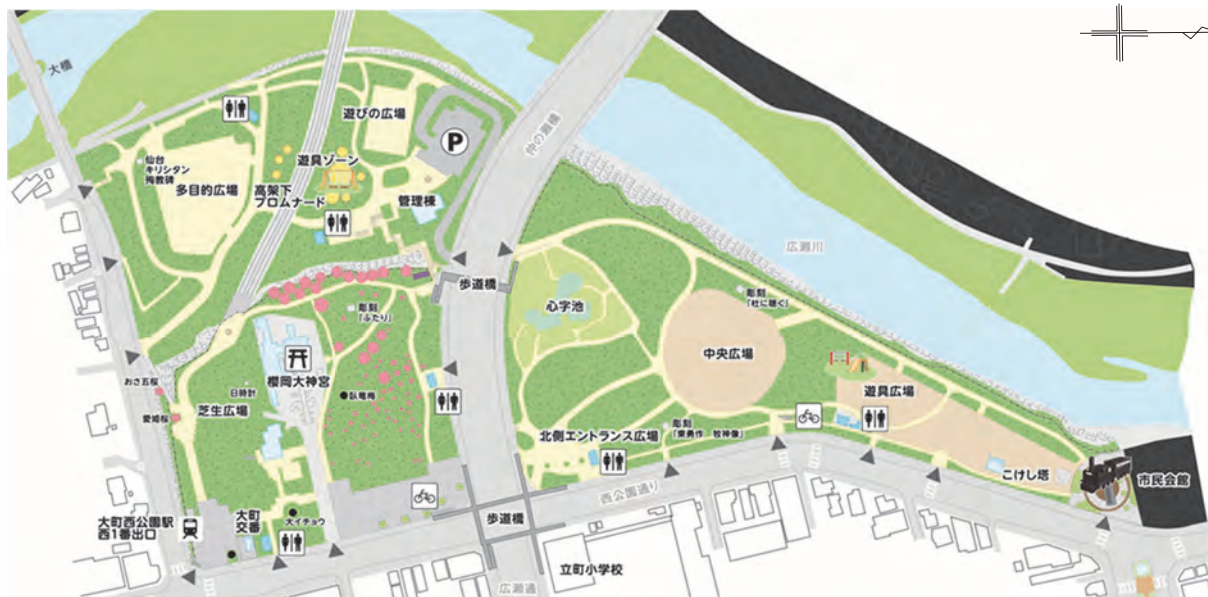 大橋
仙台
キリシタン
殉教碑
多目的広場
遊びの広場
P
遊具ゾーン
高架下
プロムナード
管理棟
仲の瀬橋
広瀬川
歩道橋
心字池
彫刻
「杜に聴く」
中央広場
遊具広場
彫刻
「ふたり」
櫻岡大神宮
臥竜梅
日時計
おさ五桜
愛姫桜
芝生広場
北側エントランス広場
彫刻
「東勇作 牧神像」
こけし塔
市民会館
西公園通り
大町西公園駅
西1番出口
大町
交番
大イチョウ
歩道橋
立町小学校
広瀬通